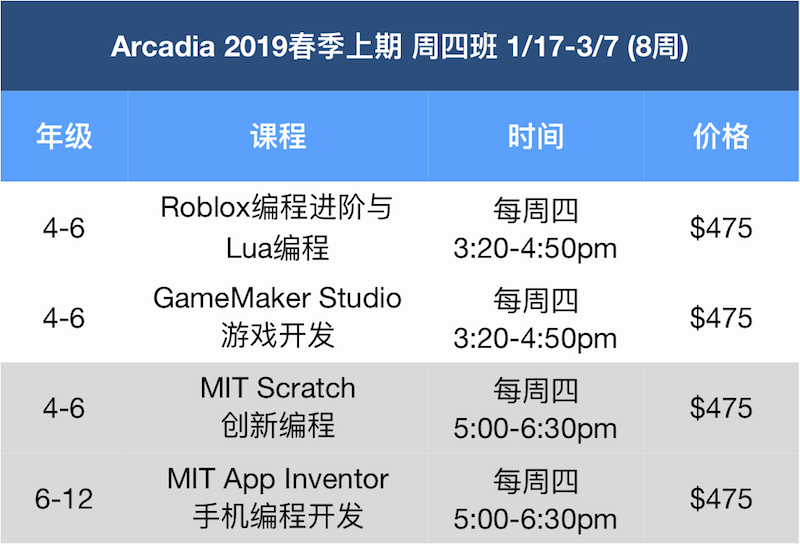 Arcadia 2019春季上期 周四班 1/17-3/7 (8周)
年级 课程 时间 价格
4-6 Roblox编程进阶与 每周四 $475
Lua编程 3:20-4:50pm
4-6 GameMaker Studio 每周四 $475
游戏开发 3:20-4:50pm
4-6 MIT Scratch 每周四 $475
创新编程 5:00-6:30pm
6-12 MIT App Inventor 每周四 $475
手机编程开发 5:00-6:30pm